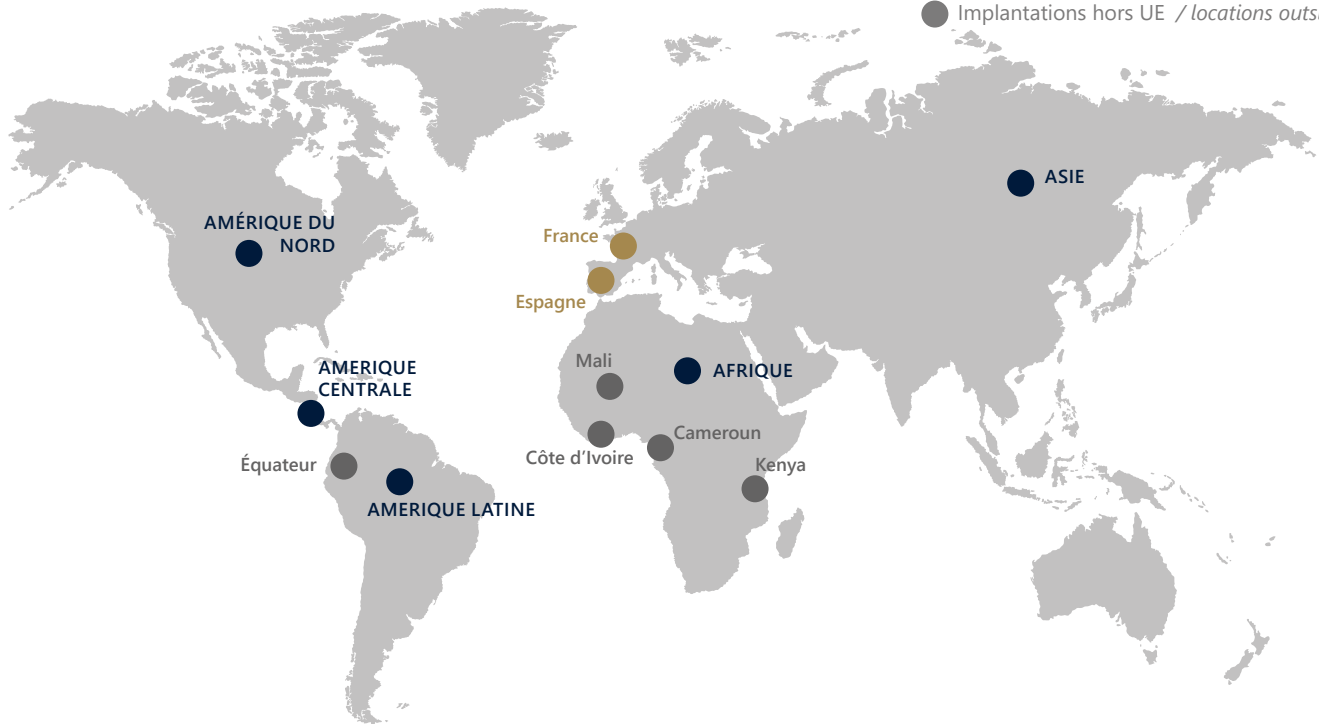 Implantations hors UE / locations
ASIE
AMÉRIQUE DU
NORD
France
Espagne
Mali
AFRIQUE
AMERIQUE
CENTRALE
Cameroun
Côte d’Ivoire
Équateur
Kenya
AMERIQUE LATINE